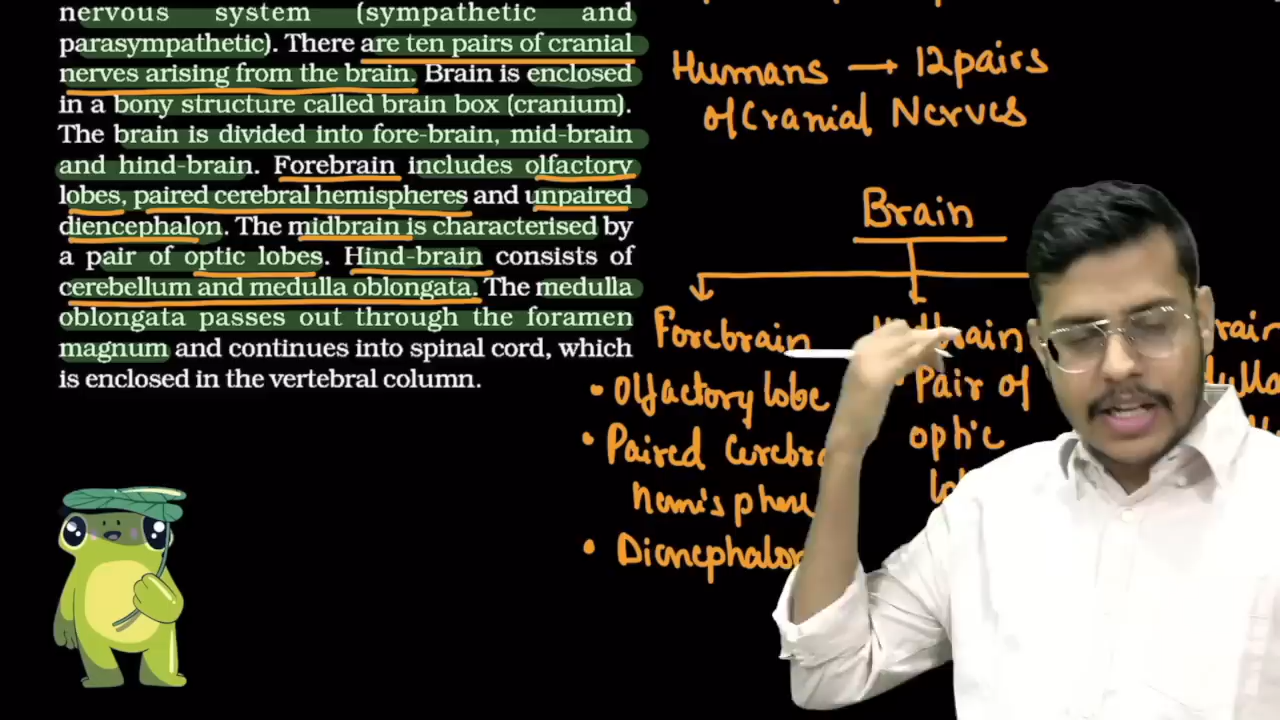 nervous system (sympathetic and
parasympathetic). There are ten pairs of cranial
nerves arising from the brain. Brain is enclosed
in a bony structure called brain box (cranium).
The brain is divided into fore-brain, mid-brain
and hind-brain. Forebrain includes olfactory
lobes, paired cerebral hemispheres and unpaired
diencephalon. The midbrain is characterised by
a pair of optic lobes. Hind-brain consists of
cerebellum and medulla oblongata. The medulla
oblongata passes out through the foramen
magnum and continues into spinal cord, which
is enclosed in the vertebral column.
Humans → 12 pairs
of Cranial Nerves
Brain
Forebrain
• Olfactory lobe
• Paired
hemisphere
• Diencephalon
Pair of
optic